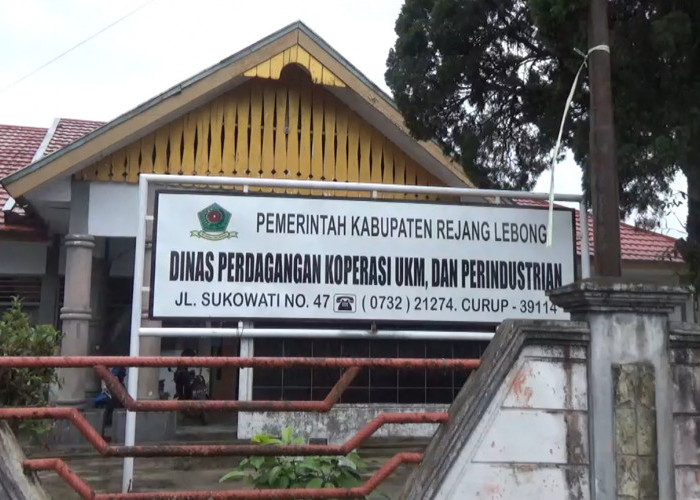 PEMERINTAH KABUPATEN REJANG LEBONG
DINAS PERDAGANGAN KOPERASI UKM, DAN PERINDUSTRIAN
JL. SUKOWATI NO. 47 ☎ ( 0732 ) 21274. CURUP - 39114